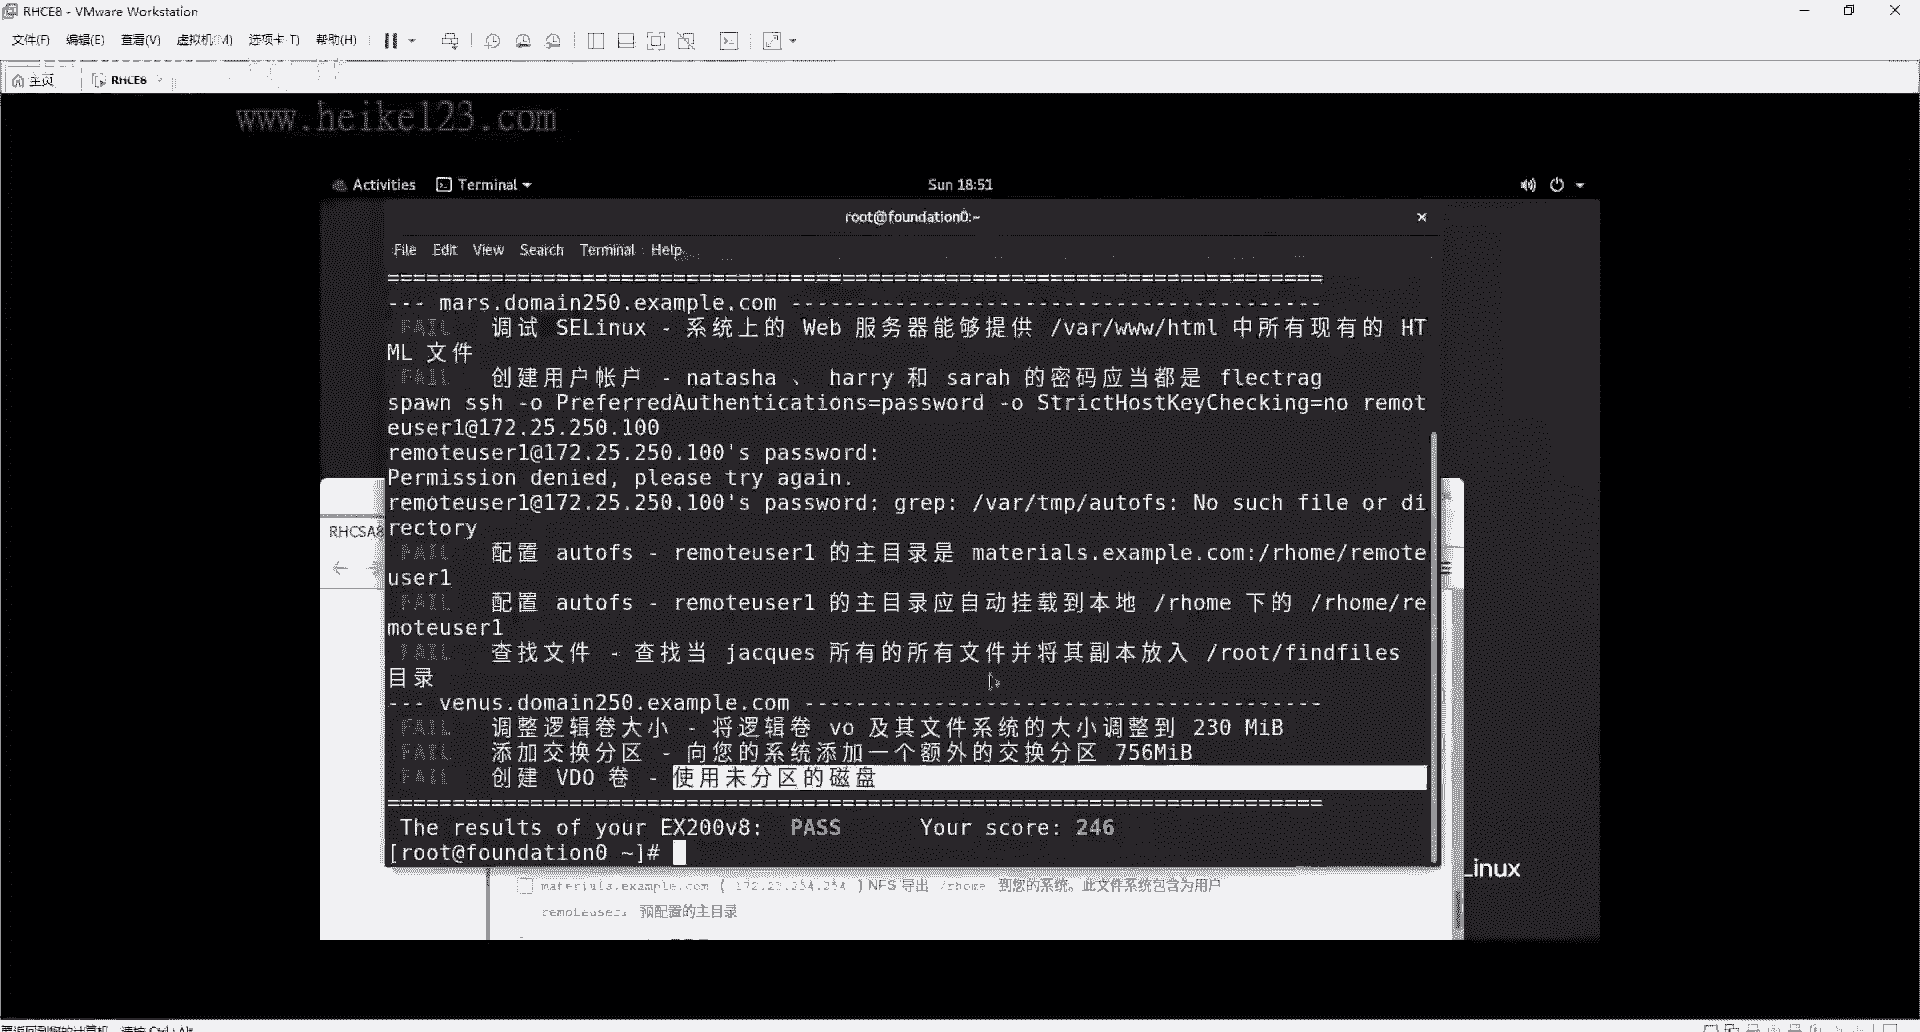 RHCE8 - VMware Workstation
文件(F) 编辑(E) 查看(V) 虚拟机(M) 选项卡(T) 帮助(H)
主页 RHCE8
www.heike123.com
Activities Terminal Sun 18:51
root@foundation0:~
File Edit View Search Terminal Help
==========================================================================
--- mars.domain250.example.com -----------------------------------------
FAIL 调试 SELinux - 系统上的 Web 服务器能够提供 /var/www/html 中所有现有的 HT
ML 文件
FAIL 创建用户帐户 - natasha 、 harry 和 sarah 的密码应当都是 flectrag
spawn ssh -o PreferredAuthentications=password -o StrictHostKeyChecking=no remot
euser1@172.25.250.100
remoteuser1@172.25.250.100's password:
Permission denied, please try again.
remoteuser1@172.25.250.100's password: grep: /var/tmp/autofs: No such file or di
rectory
FAIL 配置 autofs - remoteuser1 的主目录是 materials.example.com:/rhome/remote
user1
FAIL 配置 autofs - remoteuser1 的主目录应自动挂载到本地 /rhome 下的 /rhome/re
moteuser1
FAIL 查找文件 - 查找当 jacques 所有的所有文件并将其副本放入 /root/findfiles
目录
--- venus.domain250.example.com ----------------------------------------
FAIL 调整逻辑卷大小 - 将逻辑卷 vo 及其文件系统的大小调整到 230 MiB
FAIL 添加交换分区 - 向您的系统添加一个额外的交换分区 756MiB
FAIL 创建 VDO 卷 - 使用未分区的磁盘
==========================================================================
The results of your EX200v8: PASS Your score: 246
[root@foundation0 ~]#
RHCSA8
Linux
materials.example.com ( 172.25.254.254 ) NFS 导出 /rhome 到您的系统。此文件系统包含为用户
remoteuser1 预配置的主目录